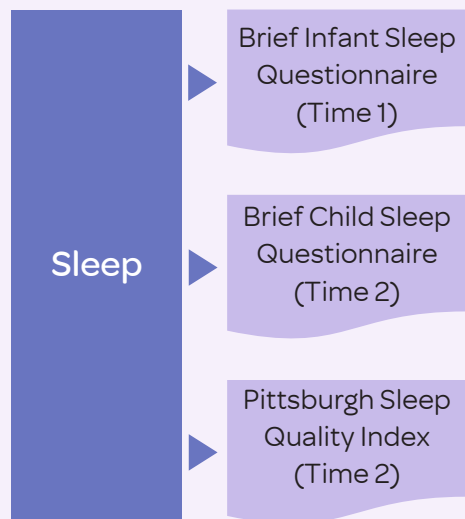 Sleep
Brief Infant Sleep
Questionnaire
(Time 1)
Brief Child Sleep
Questionnaire
(Time 2)
Pittsburgh Sleep
Quality Index
(Time 2)